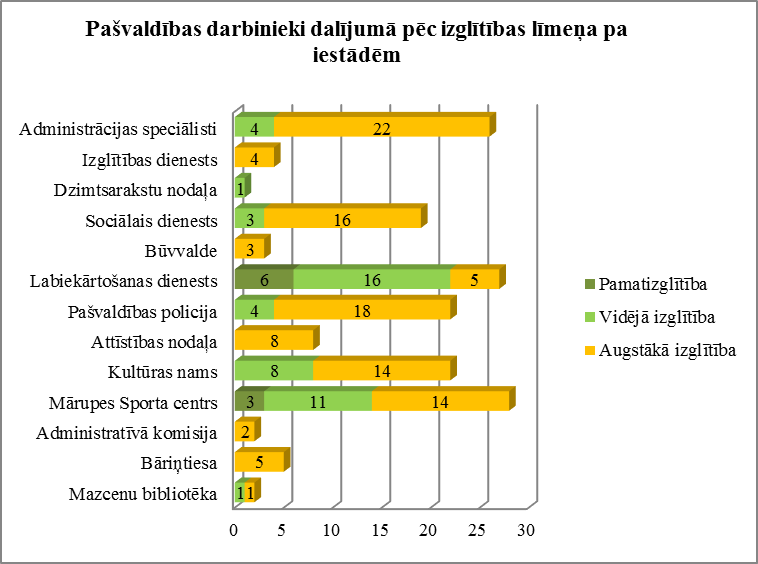 Pašvaldības darbinieki dalījumā pēc izglītības līmeņa pa
iestādēm
Administrācijas speciālisti 4 22
Izglītības dienests 4
Dzimtsarakstu nodaļa 1
Sociālais dienests 3 16
Būvvalde 3
Labiekārtošanas dienests 6 16 5
Pašvaldības policija 4 18
Attīstības nodaļa 8
Kultūras nams 8 14
Mārupes Sporta centrs 3 11 14
Administratīvā komisija 2
Bāriņtiesa 5
Mazcenu bibliotēka 1 1
0 5 10 15 20 25 30
Pamatizglītība
Vidējā izglītība
Augstākā izglītība